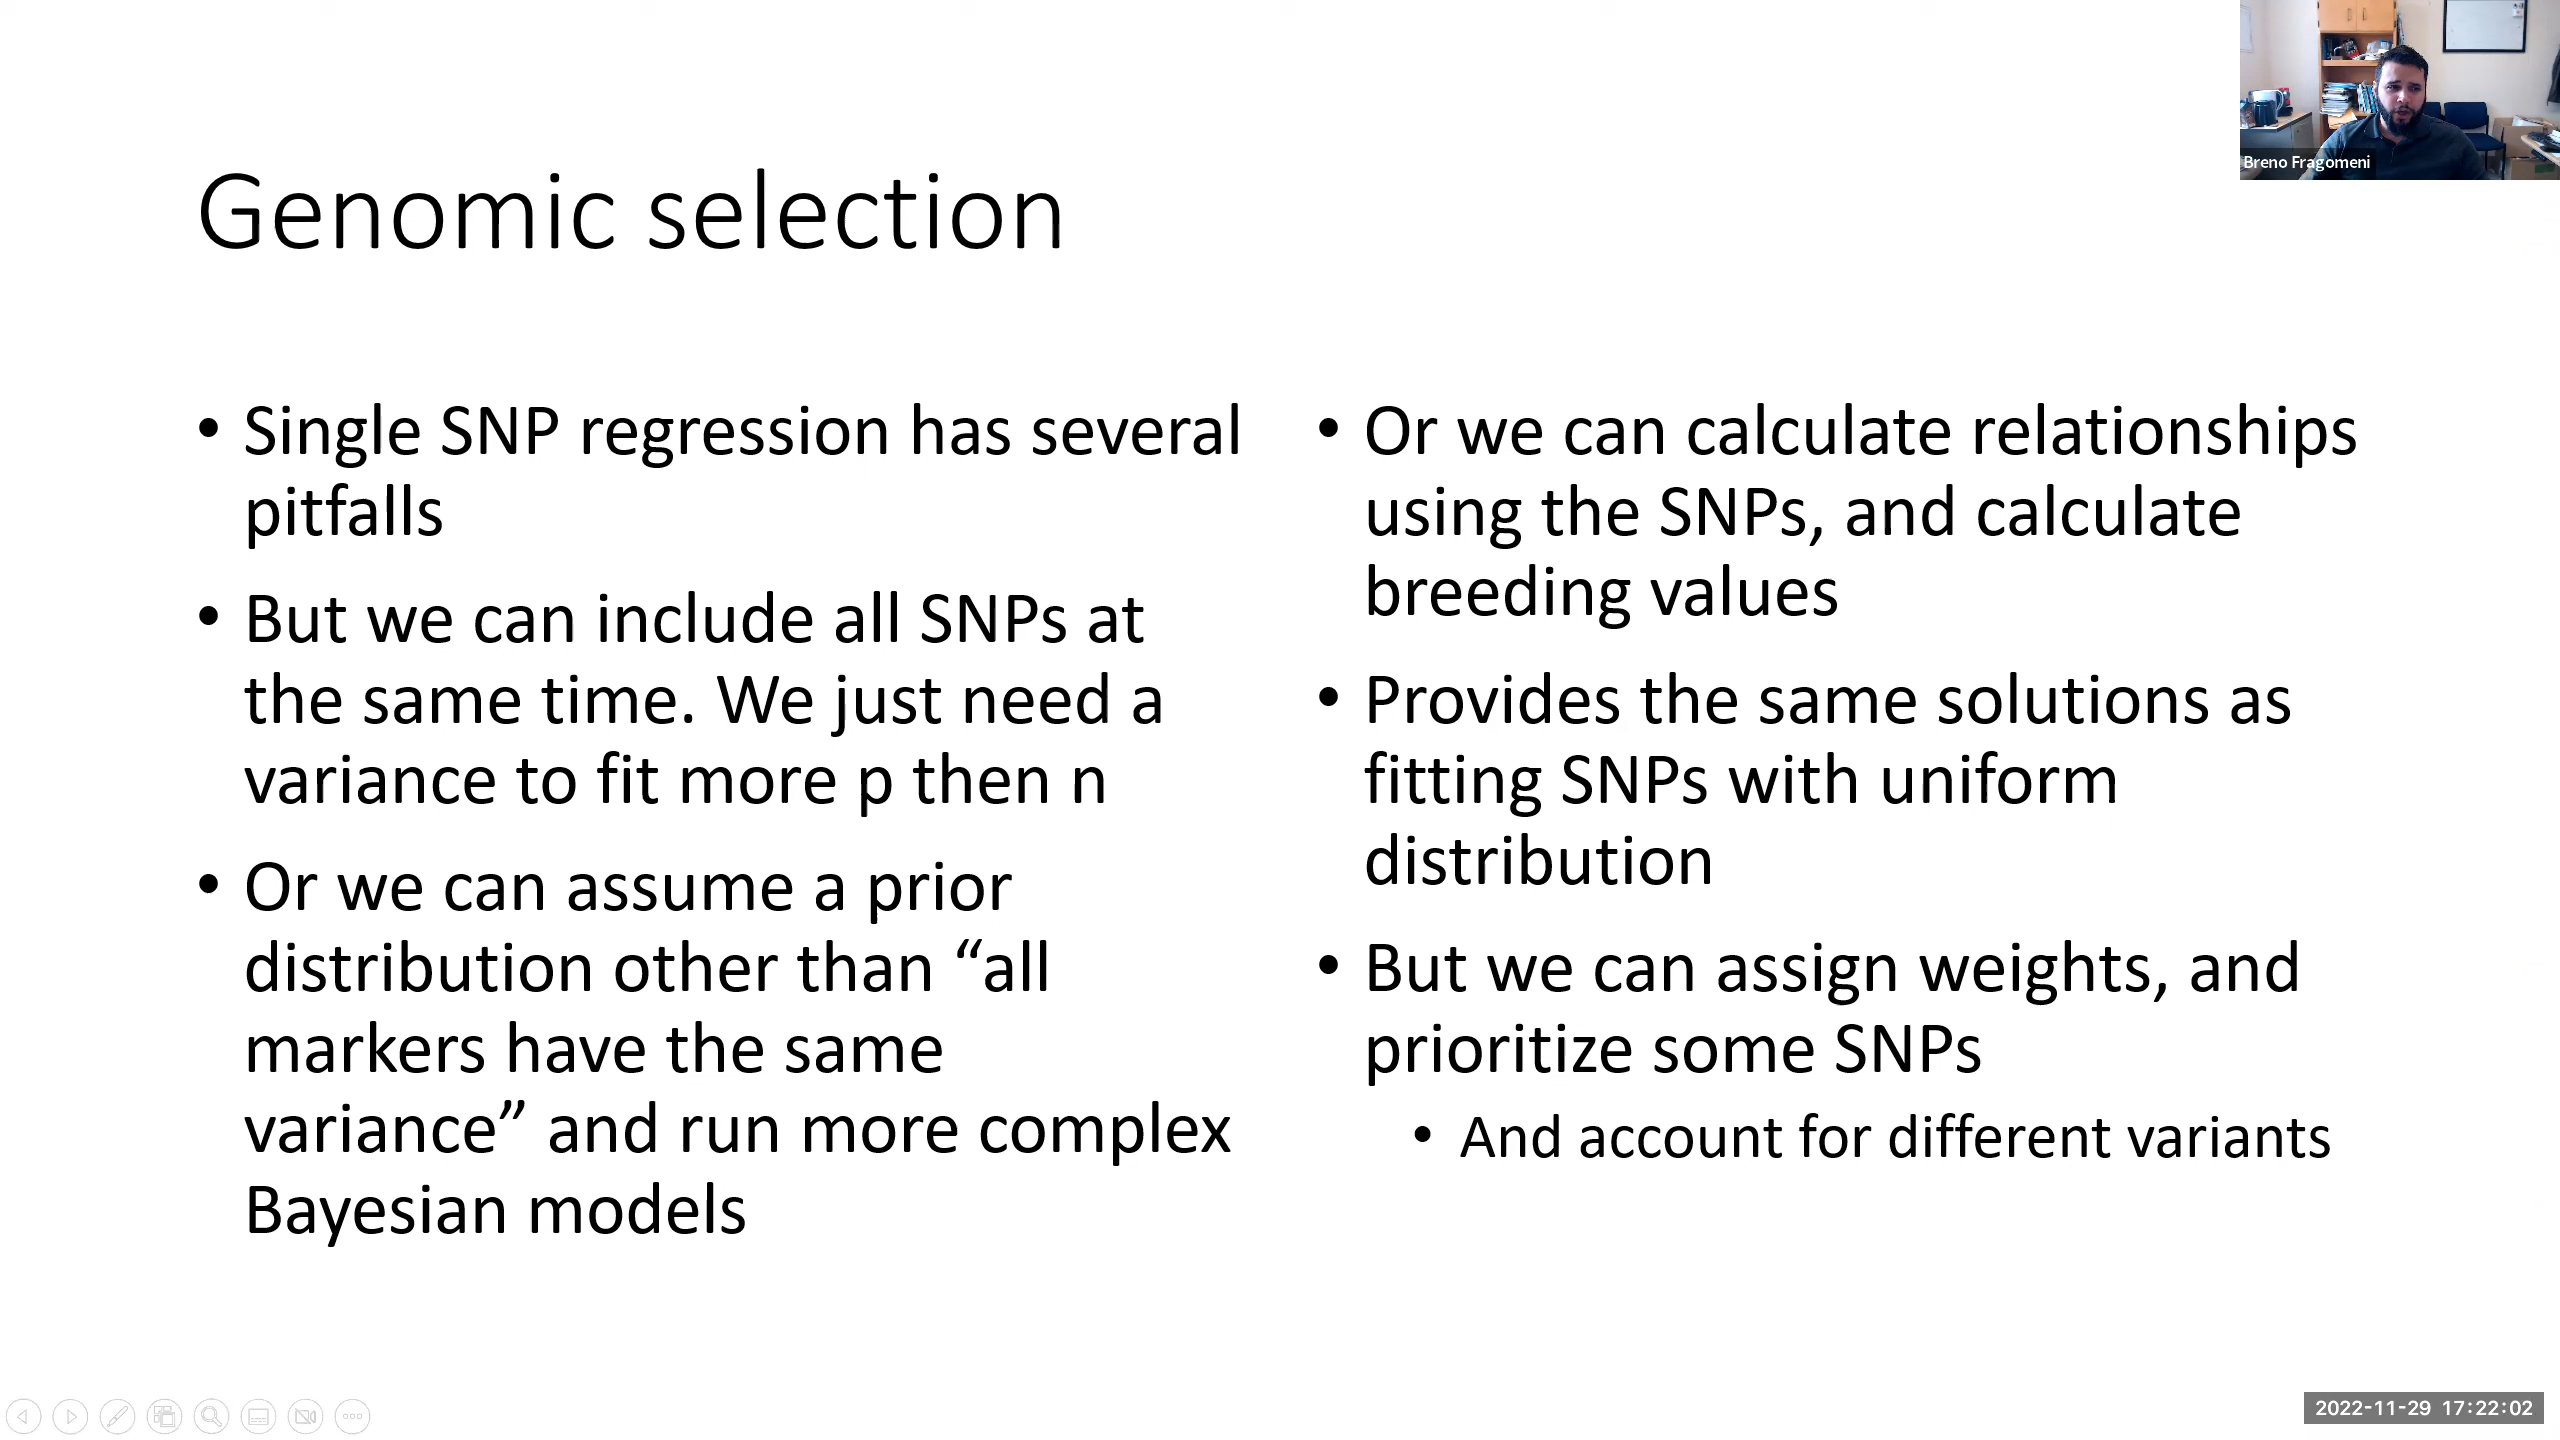 Breno Fragomeni
Genomic selection
• Single SNP regression has several
pitfalls
• But we can include all SNPs at
the same time. We just need a
variance to fit more p then n
• Or we can assume a prior
distribution other than “all
markers have the same
variance” and run more complex
Bayesian models
• Or we can calculate relationships
using the SNPs, and calculate
breeding values
• Provides the same solutions as
fitting SNPs with uniform
distribution
• But we can assign weights, and
prioritize some SNPs
• And account for different variants
2022-11-29 17:22:02